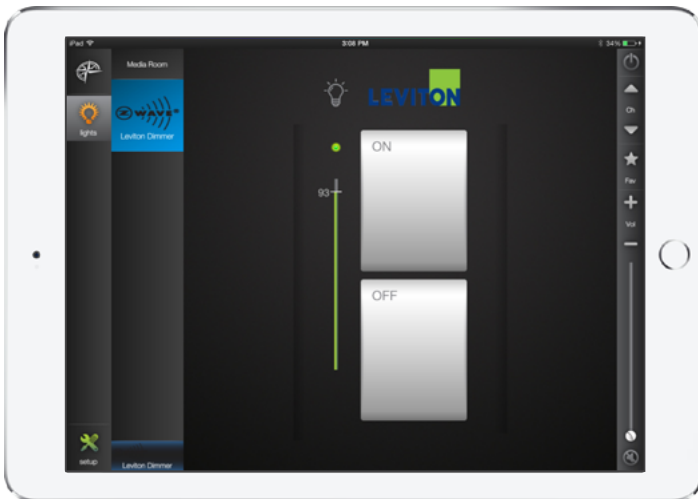 iPad
3:08 PM
34%
Media Room
lights
Z WAVE
Leviton Dimmer
LEVITON
93
ON
OFF
Ch
Fav
Vol
setup
Leviton Dimmer